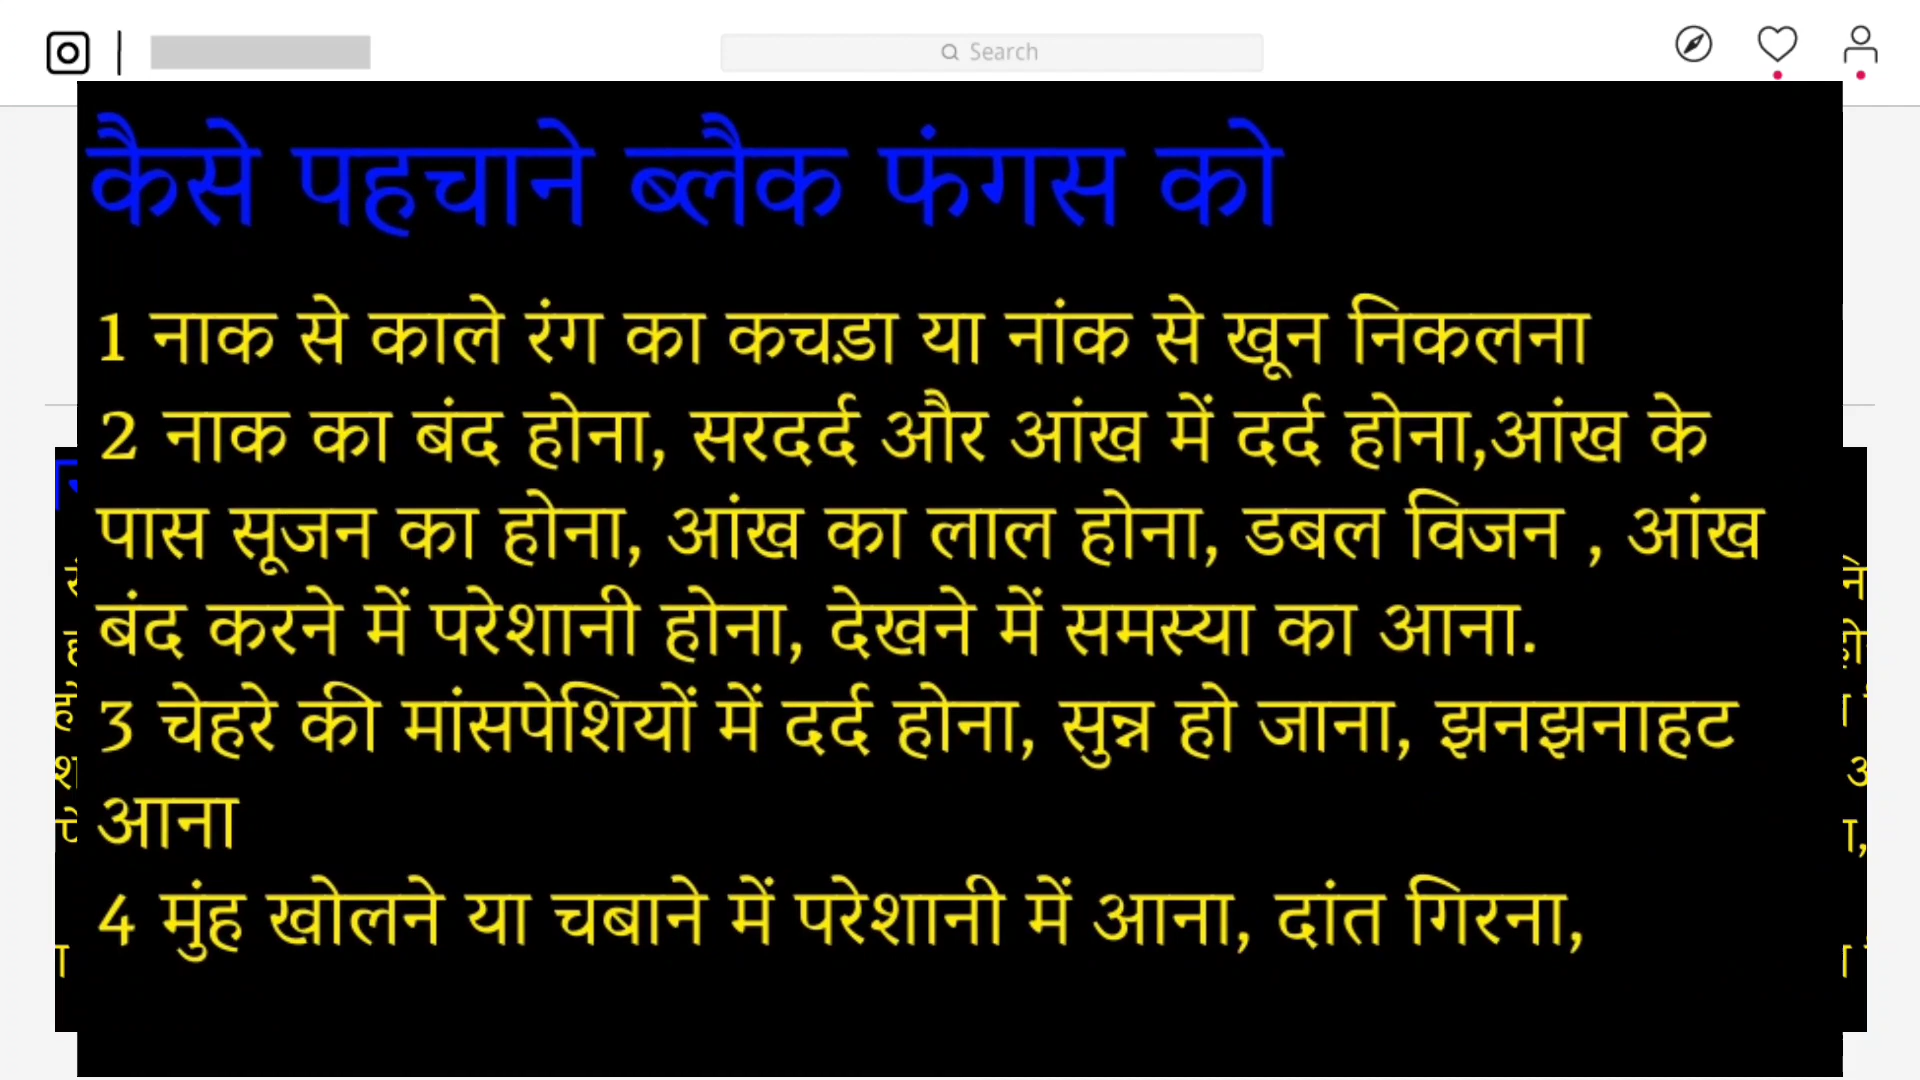 Search
कैसे पहचाने ब्लैक फंगस को
1 नाक से काले रंग का कचड़ा या नांक से खून निकलना
2 नाक का बंद होना, सरदर्द और आंख में दर्द होना,आंख के
पास सूजन का होना, आंख का लाल होना, डबल विजन , आंख
बंद करने में परेशानी होना, देखने में समस्या का आना.
3 चेहरे की मांसपेशियों में दर्द होना, सुन्न हो जाना, झनझनाहट
आना
4 मुंह खोलने या चबाने में परेशानी में आना, दांत गिरना,